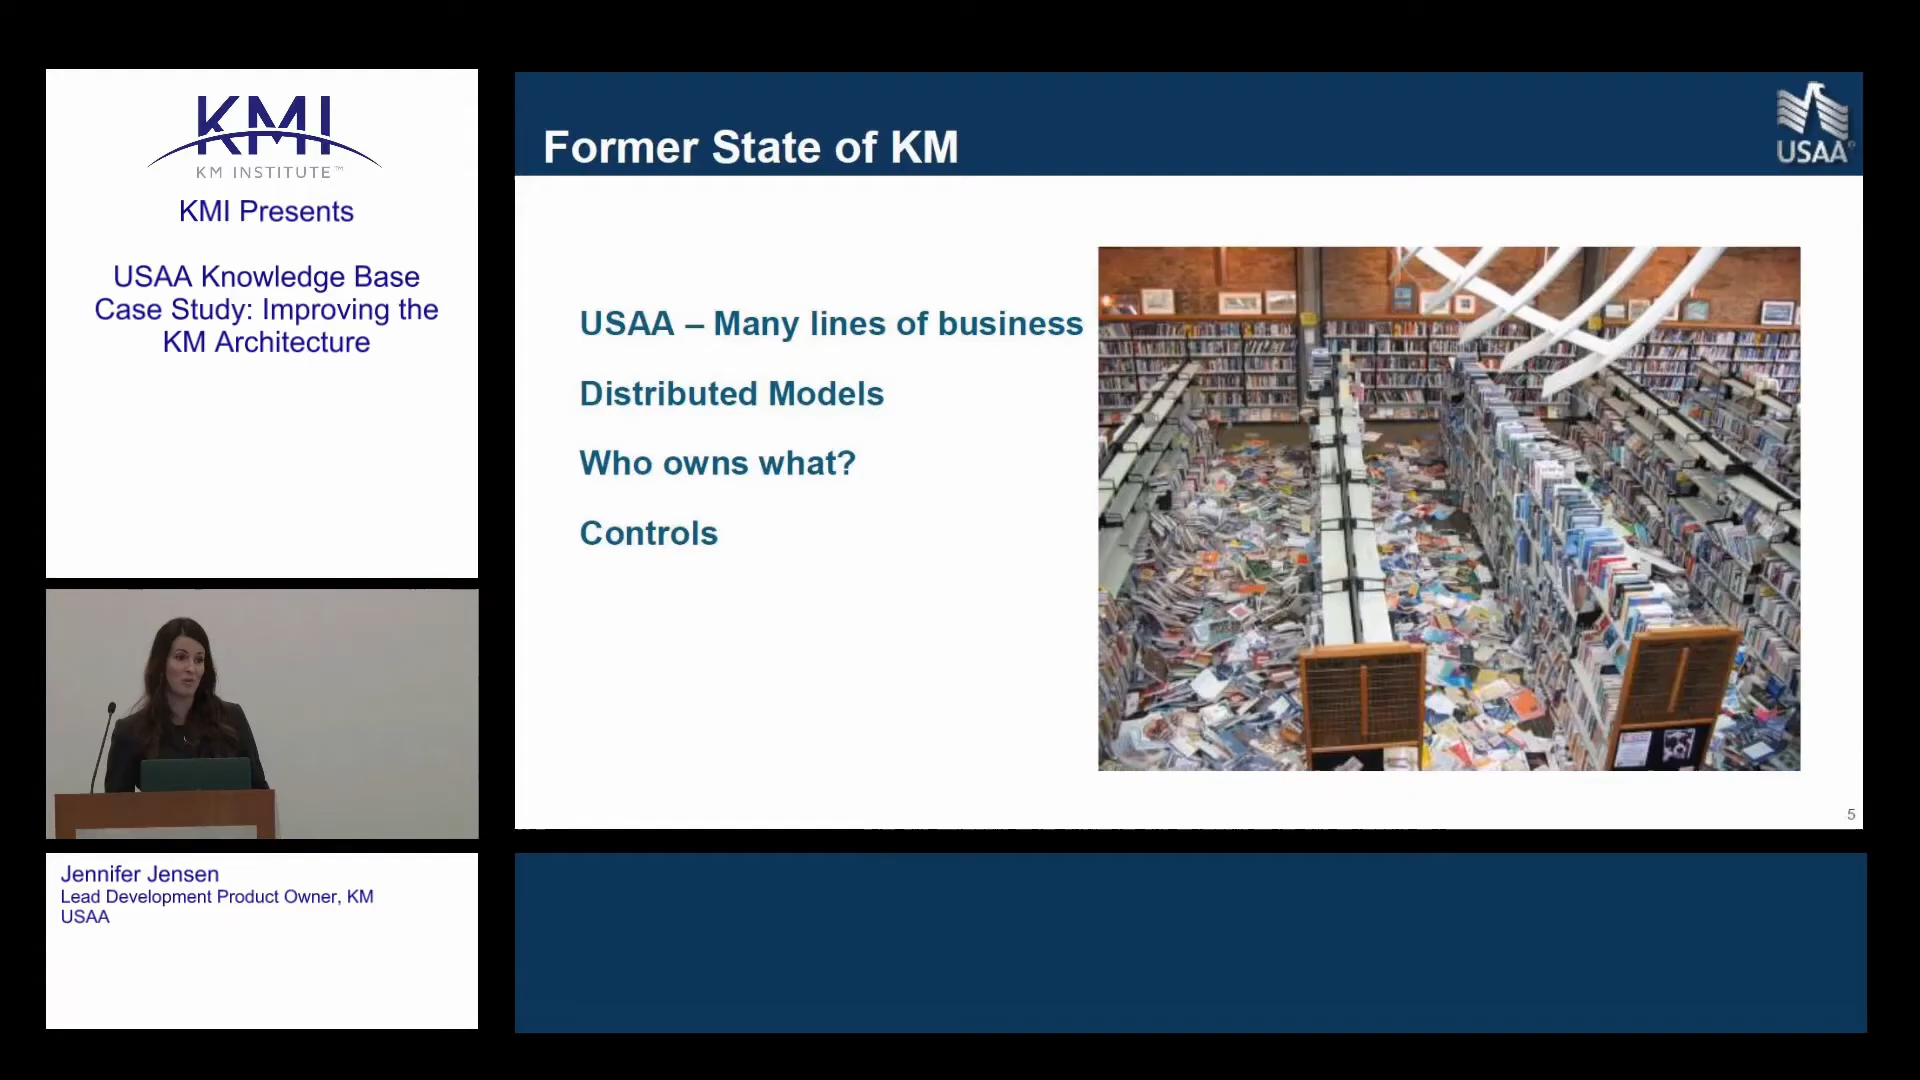 KMI
KM INSTITUTE™
KMI Presents
USAA Knowledge Base
Case Study: Improving the
KM Architecture
Jennifer Jensen
Lead Development Product Owner, KM
USAA
Former State of KM
USAA®
USAA – Many lines of business
Distributed Models
Who owns what?
Controls
5